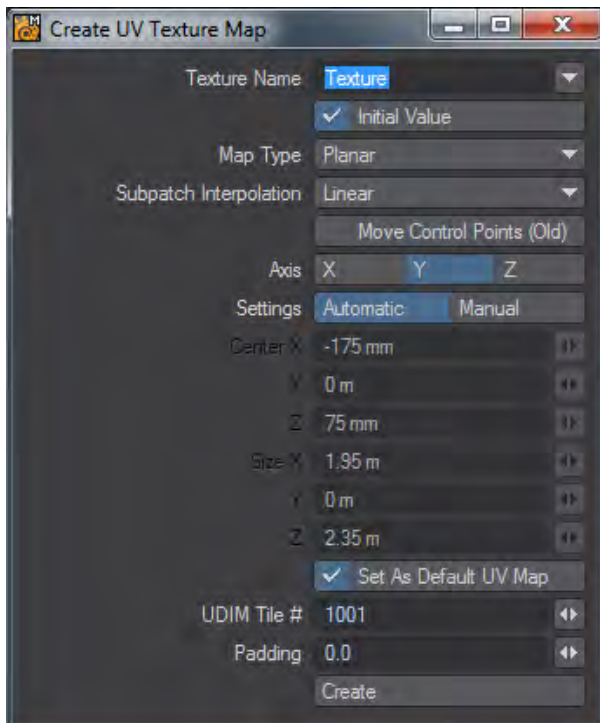 Create UV Texture Map
Texture Name Texture
Initial Value
Map Type Planar
Subpatch Interpolation Linear
Move Control Points (Old)
Axis X Y Z
Settings Automatic Manual
Center X -175 mm
Y 0 m
Z 75 mm
Size X 1.95 m
Y 0 m
Z 2.35 m
Set As Default UV Map
UDIM Tile # 1001
Padding 0.0
Create